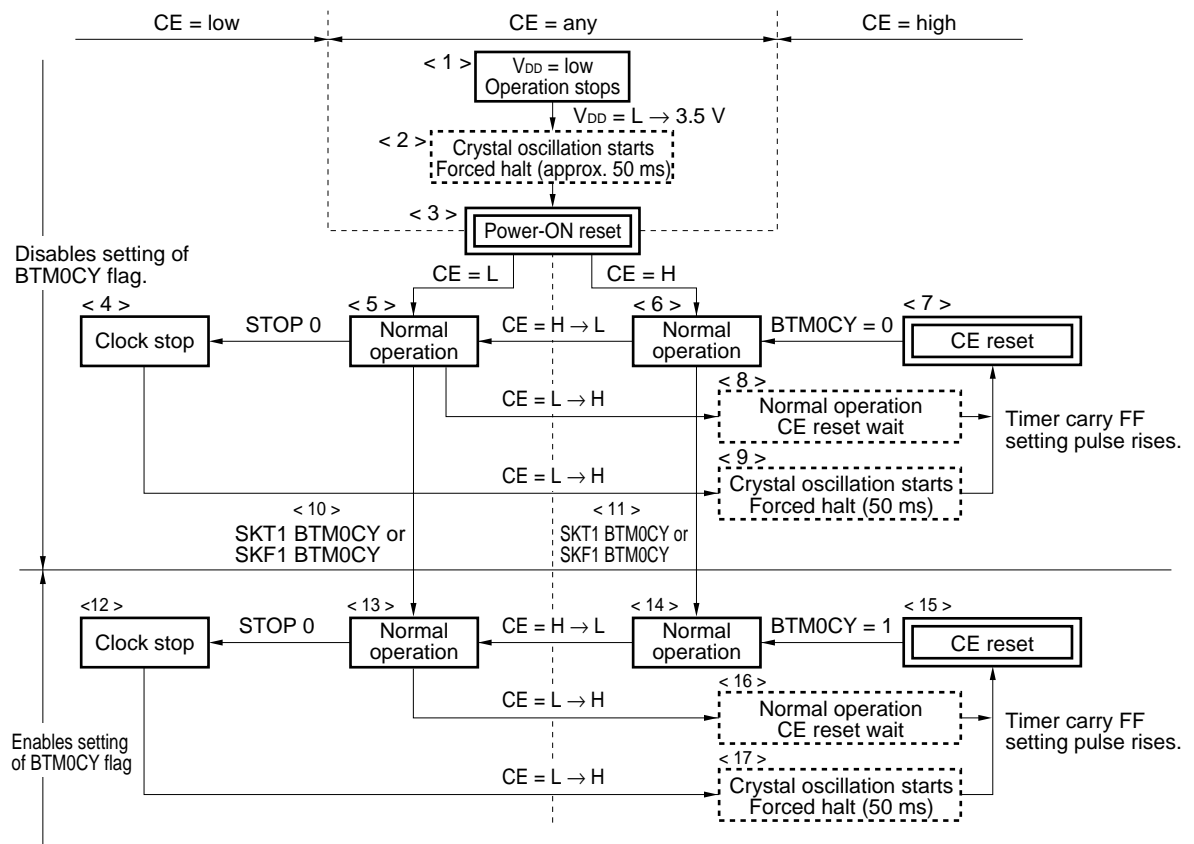 CE = low
CE = any
CE = high
< 1 >
VDD = low
Operation stops
VDD = L → 3.5 V
< 2 >
Crystal oscillation starts
Forced halt (approx. 50 ms)
< 3 >
Power-ON reset
Disables setting of
BTM0CY flag.
CE = L
CE = H
< 4 >
Clock stop
STOP 0
< 5 >
Normal
operation
CE = H → L
< 6 >
Normal
operation
BTM0CY = 0
< 7 >
CE reset
CE = L → H
< 8 >
Normal operation
CE reset wait
Timer carry FF
setting pulse rises.
CE = L → H
< 9 >
Crystal oscillation starts
Forced halt (50 ms)
< 10 >
SKT1 BTM0CY or
SKF1 BTM0CY
< 11 >
SKT1 BTM0CY or
SKF1 BTM0CY
<12 >
Clock stop
STOP 0
<13 >
Normal
operation
CE = H → L
<14 >
Normal
operation
BTM0CY = 1
<15 >
CE reset
Enables setting
of BTM0CY flag
CE = L → H
<16 >
Normal operation
CE reset wait
Timer carry FF
setting pulse rises.
CE = L → H
<17 >
Crystal oscillation starts
Forced halt (50 ms)